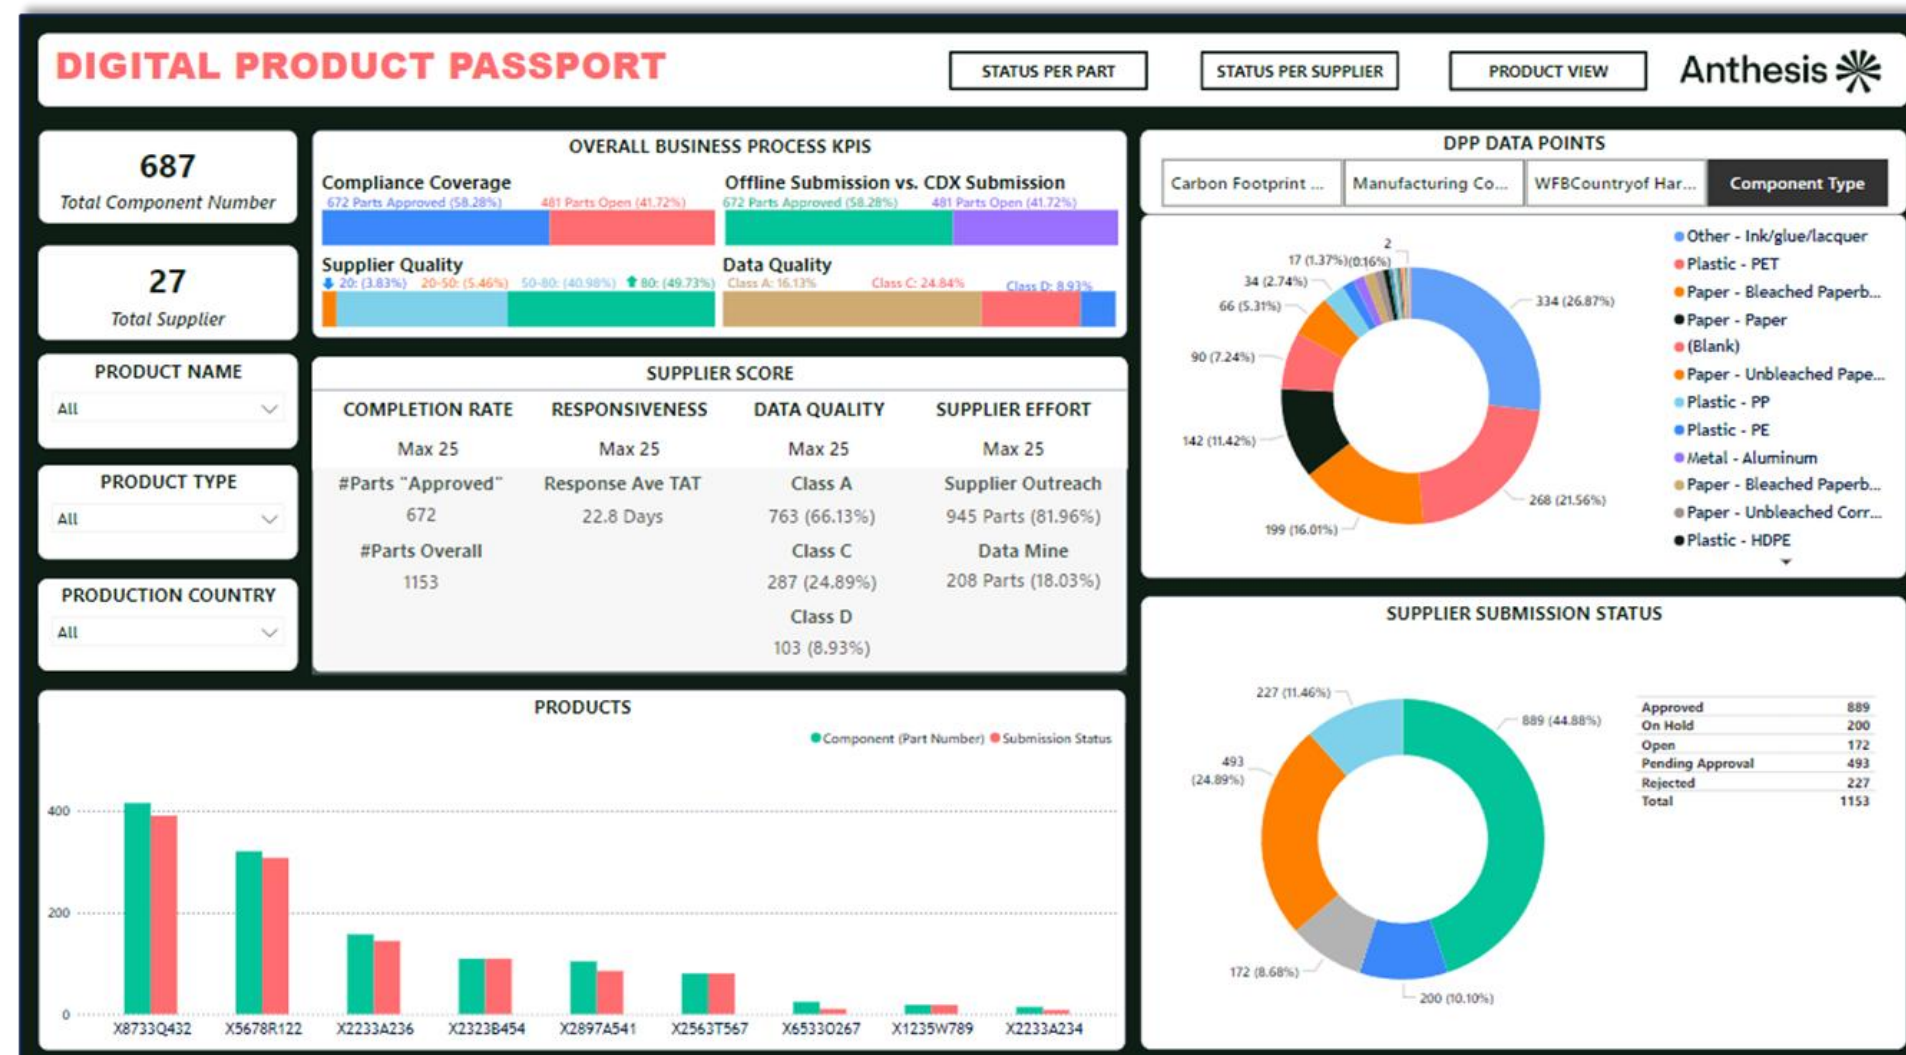 DIGITAL PRODUCT PASSPORT
STATUS PER PART
STATUS PER SUPPLIER
PRODUCT VIEW
Anthesis
687
Total Component Number
27
Total Supplier
PRODUCT NAME
All
PRODUCT TYPE
All
PRODUCTION COUNTRY
All
OVERALL BUSINESS PROCESS KPIS
Compliance Coverage
672 Parts Approved (58.28%) 481 Parts Open (41.72%)
Offline Submission vs. CDX Submission
672 Parts Approved (58.28%) 481 Parts Open (41.72%)
Supplier Quality
20: (3.83%) 20-50: (5.46%) 50-80: (40.98%) 80: (49.73%)
Data Quality
Class A: 16.13% Class C: 24.84% Class D: 8.93%
SUPPLIER SCORE
COMPLETION RATE RESPONSIVENESS DATA QUALITY SUPPLIER EFFORT
Max 25 Max 25 Max 25 Max 25
#Parts "Approved" Response Ave TAT Class A Supplier Outreach
672 22.8 Days 763 (66.13%) 945 Parts (81.96%)
#Parts Overall Class C Data Mine
1153 287 (24.89%) 208 Parts (18.03%)
Class D
103 (8.93%)
DPP DATA POINTS
Carbon Footprint ... Manufacturing Co... WFBCountryof Har... Component Type
2
17 (1.37%)
(0.16%)
34 (2.74%)
66 (5.31%)
90 (7.24%)
142 (11.42%)
199 (16.01%)
334 (26.87%)
268 (21.56%)
Other - Ink/glue/lacquer
Plastic - PET
Paper - Bleached Paperb...
Paper - Paper
(Blank)
Paper - Unbleached Pape...
Plastic - PP
Plastic - PE
Metal - Aluminum
Paper - Bleached Paperb...
Paper - Unbleached Corr...
Plastic - HDPE
PRODUCTS
Component (Part Number) Submission Status
400
200
0
X8733Q432 X5678R122 X2233A236 X2323B454 X2897A541 X2563T567 X6533O267 X1235W789 X2233A234
SUPPLIER SUBMISSION STATUS
227 (11.46%)
889 (44.88%)
493
(24.89%)
172 (8.68%)
200 (10.10%)
Approved 889
On Hold 200
Open 172
Pending Approval 493
Rejected 227
Total 1153